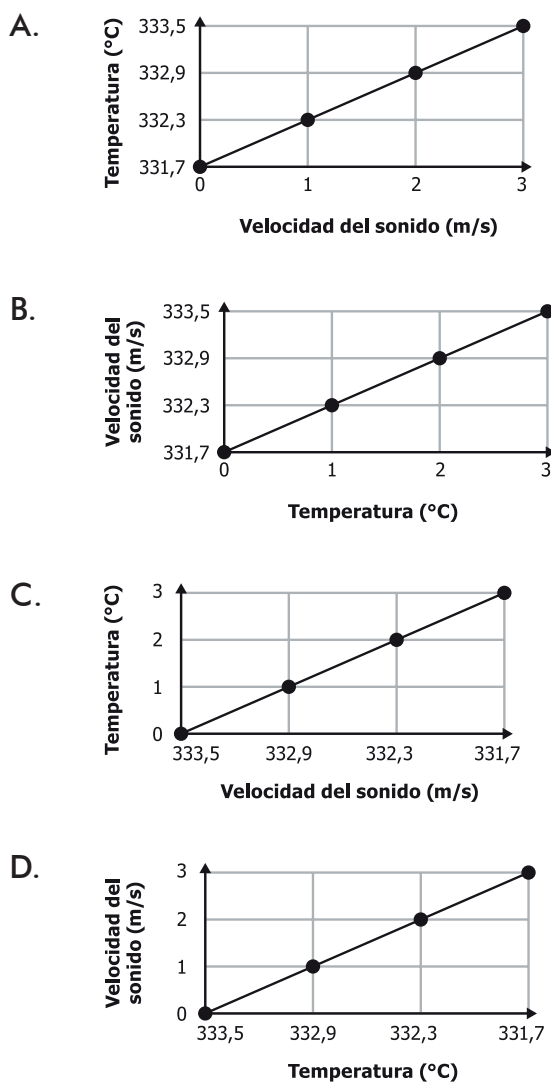 A.
Temperatura (°C)
333,5
332,9
332,3
331,7
0 1 2 3
Velocidad del sonido (m/s)
B.
Velocidad del
sonido (m/s)
333,5
332,9
332,3
331,7
0 1 2 3
Temperatura (°C)
C.
Temperatura (°C)
3
2
1
0
333,5 332,9 332,3 331,7
Velocidad del sonido (m/s)
D.
Velocidad del
sonido (m/s)
3
2
1
0
333,5 332,9 332,3 331,7
Temperatura (°C)